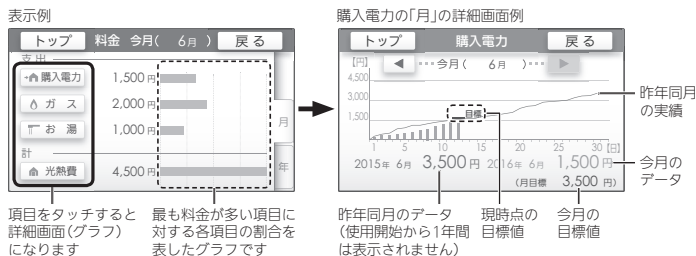 表示例
トップ 料金 今月( 6月 ) 戻る
支出
購入電力 1,500 円
ガス 2,000 円
お湯 1,000 円
計
光熱費 4,500 円
月
年
項目をタッチすると
詳細画面(グラフ)
になります
最も料金が多い項目に
対する各項目の割合を
表したグラフです
購入電力の「月」の詳細画面例
トップ 購入電力 戻る
[円] ◀ 今月( 6月 ) ▶
4,500
3,000
1,500
目標
1 5 10 15 20 25 30 [日]
2015年 6月 3,500 円 2016年 6月 1,500 円
(月目標 3,500 円)
昨年同月
の実績
今月の
データ
昨年同月のデータ
(使用開始から1年間
は表示されません)
現時点の
目標値
今月の
目標値